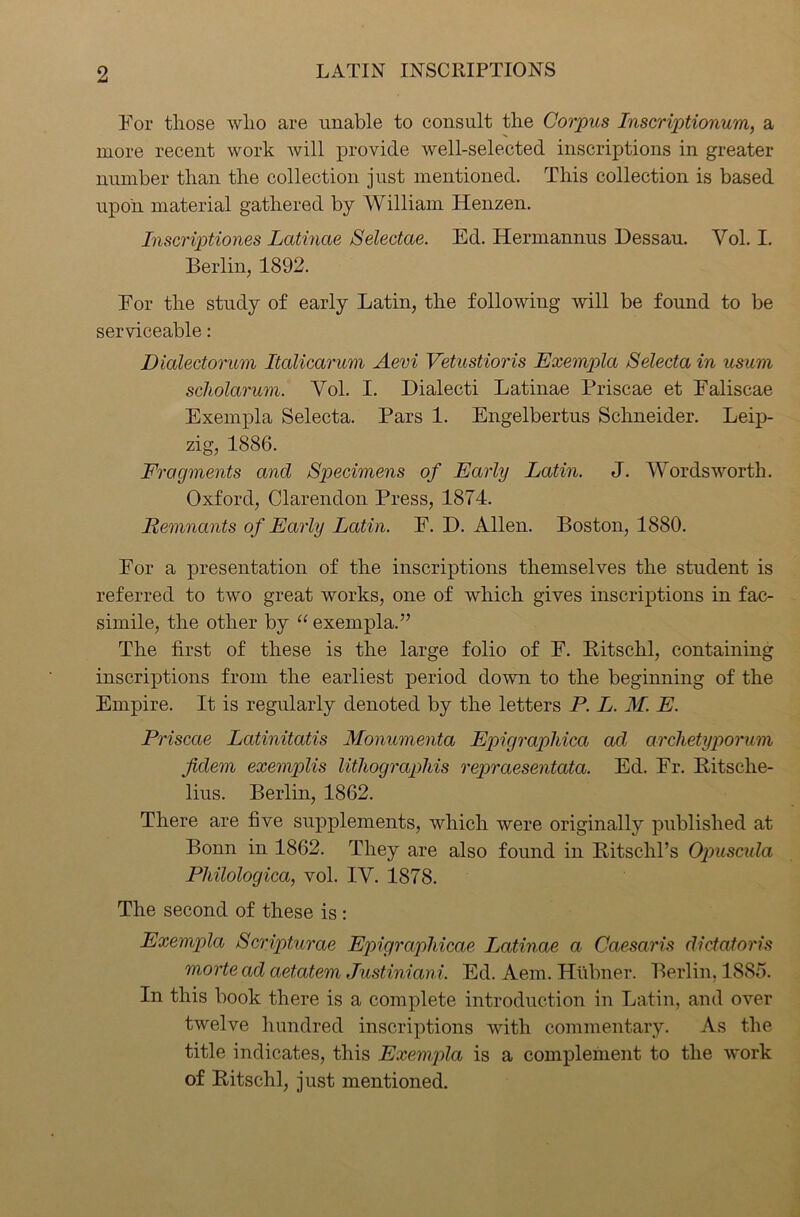 2
LATIN INSCRIPTIONS
For those who are unable to consult the Corpus Inscriptionum, a
more recent work will provide well-selected inscriptions in greater
number than the collection just mentioned. This collection is based
upon material gathered by William Henzen.
Inscriptiones Latinae Selectae. Ed. Hermannus Dessau. Vol. I.
Berlin, 1892.
For the study of early Latin, the following will be found to be
serviceable:
Dialectorum Italicarum Aevi Vetustioris Exempla Selecta in usum
scholarum. Vol. I. Dialecti Latinae Priscae et Faliscae
Exempla Selecta. Pars 1. Engelbertus Schneider. Leip-
zig, 1886.
Fragments and Specimens of Early Latin. J. Wordsworth.
Oxford, Clarendon Press, 1874.
Remnants of Early Latin. F. D. Allen. Boston, 1880.
For a presentation of the inscriptions themselves the student is
referred to two great works, one of which gives inscriptions in fac-
simile, the other by “exempla.”
The first of these is the large folio of F. Ritschl, containing
inscriptions from the earliest period down to the beginning of the
Empire. It is regularly denoted by the letters P. L. M. E.
Priscae Latinitatis Monumenta Epigraphica ad archetyporum
fidem exemplis lithographis repraesentata. Ed. Fr. Ritsche-
lius. Berlin, 1862.
There are five supplements, which were originally published at
Bonn in 1862. They are also found in Ritschl’s Opuscula
Philologica, vol. IV. 1878.
The second of these is:
Exempla Scripturae Epigraphicae Latinae a Caesaris dictatoris
morte ad aetatem Justiniani. Ed. Aem. Hübner. Berlin, 1885.
In this book there is a complete introduction in Latin, and over
twelve hundred inscriptions with commentary. As the
title indicates, this Exempla is a complement to the work
of Ritschl, just mentioned.